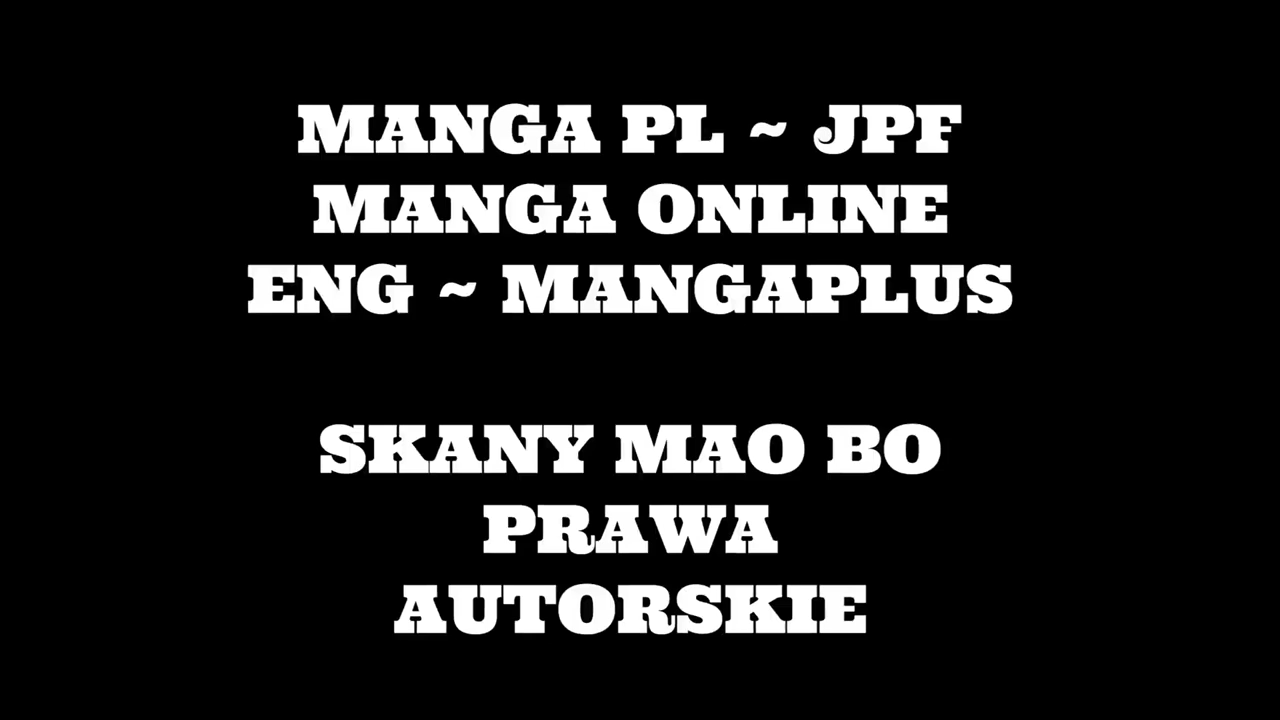 MANGA PL ~ JPF
MANGA ONLINE
ENG ~ MANGAPLUS
SKANY MAO BO
PRAWA
AUTORSKIE